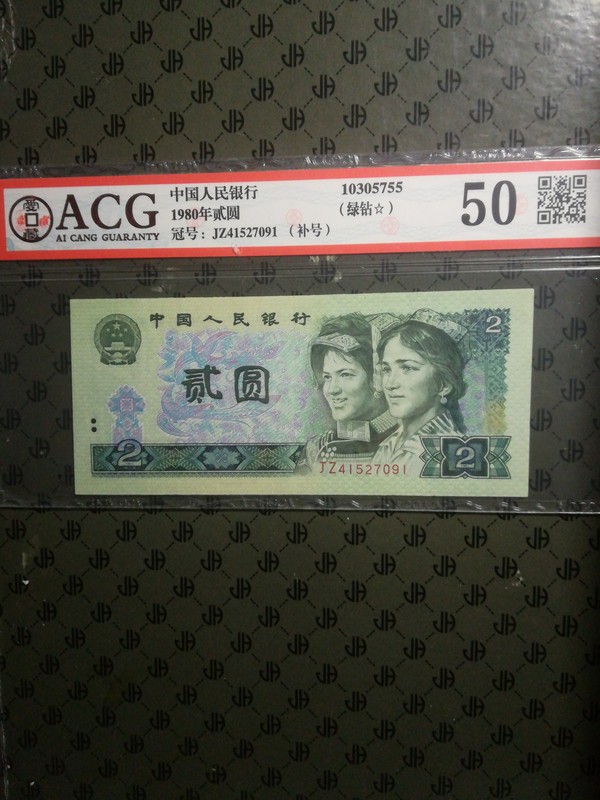 愛
藏
ACG
AI CANG GUARANTY
中国人民银行
1980年贰圆
冠号：JZ41527091（补号）
10305755
（绿钻☆）
50
中国人民银行
贰圆
2
2
2
JZ41527091